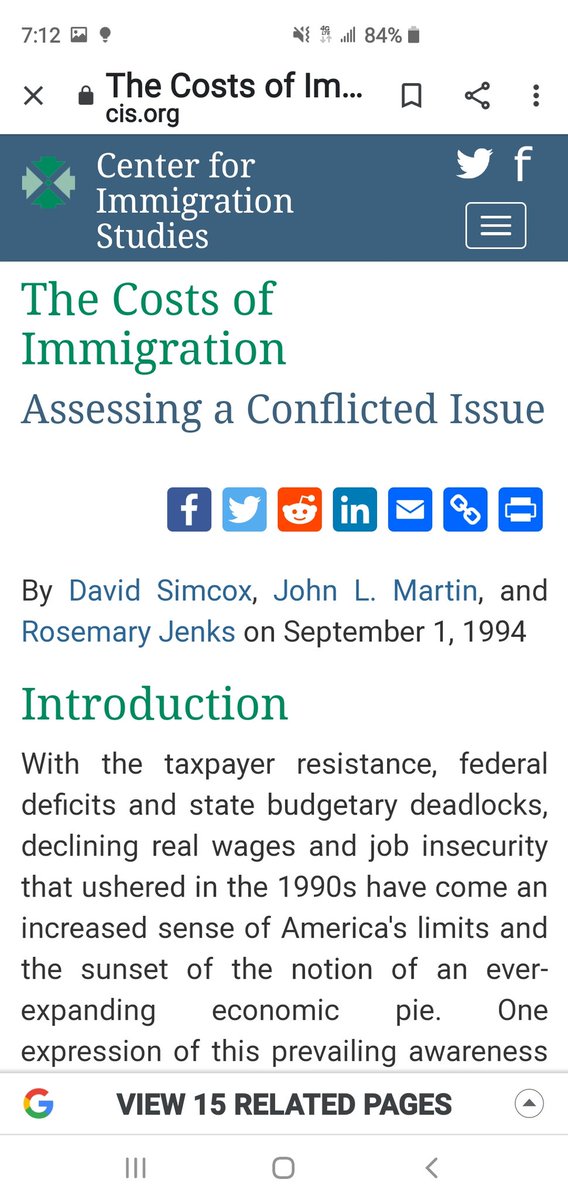 7:12
84%
The Costs of Im...
cis.org
Center for
Immigration
Studies
The Costs of
Immigration
Assessing a Conflicted Issue
By David Simcox, John L. Martin, and
Rosemary Jenks on September 1, 1994
Introduction
With the taxpayer resistance, federal
deficits and state budgetary deadlocks,
declining real wages and job insecurity
that ushered in the 1990s have come an
increased sense of America's limits and
the sunset of the notion of an ever-
expanding economic pie. One
expression of this prevailing awareness
VIEW 15 RELATED PAGES